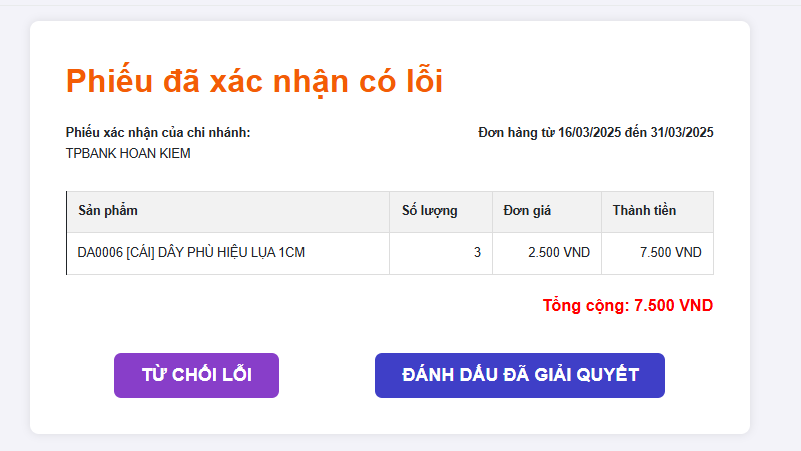 Phiếu đã xác nhận có lỗi
Phiếu xác nhận của chi nhánh: Đơn hàng từ 16/03/2025 đến 31/03/2025
TPBANK HOAN KIEM
Sản phẩm Số lượng Đơn giá Thành tiền
DA0006 [CÁI] DÂY PHÙ HIỆU LỤA 1CM 3 2.500 VND 7.500 VND
Tổng cộng: 7.500 VND
TỪ CHỐI LỖI ĐÁNH DẤU ĐÃ GIẢI QUYẾT